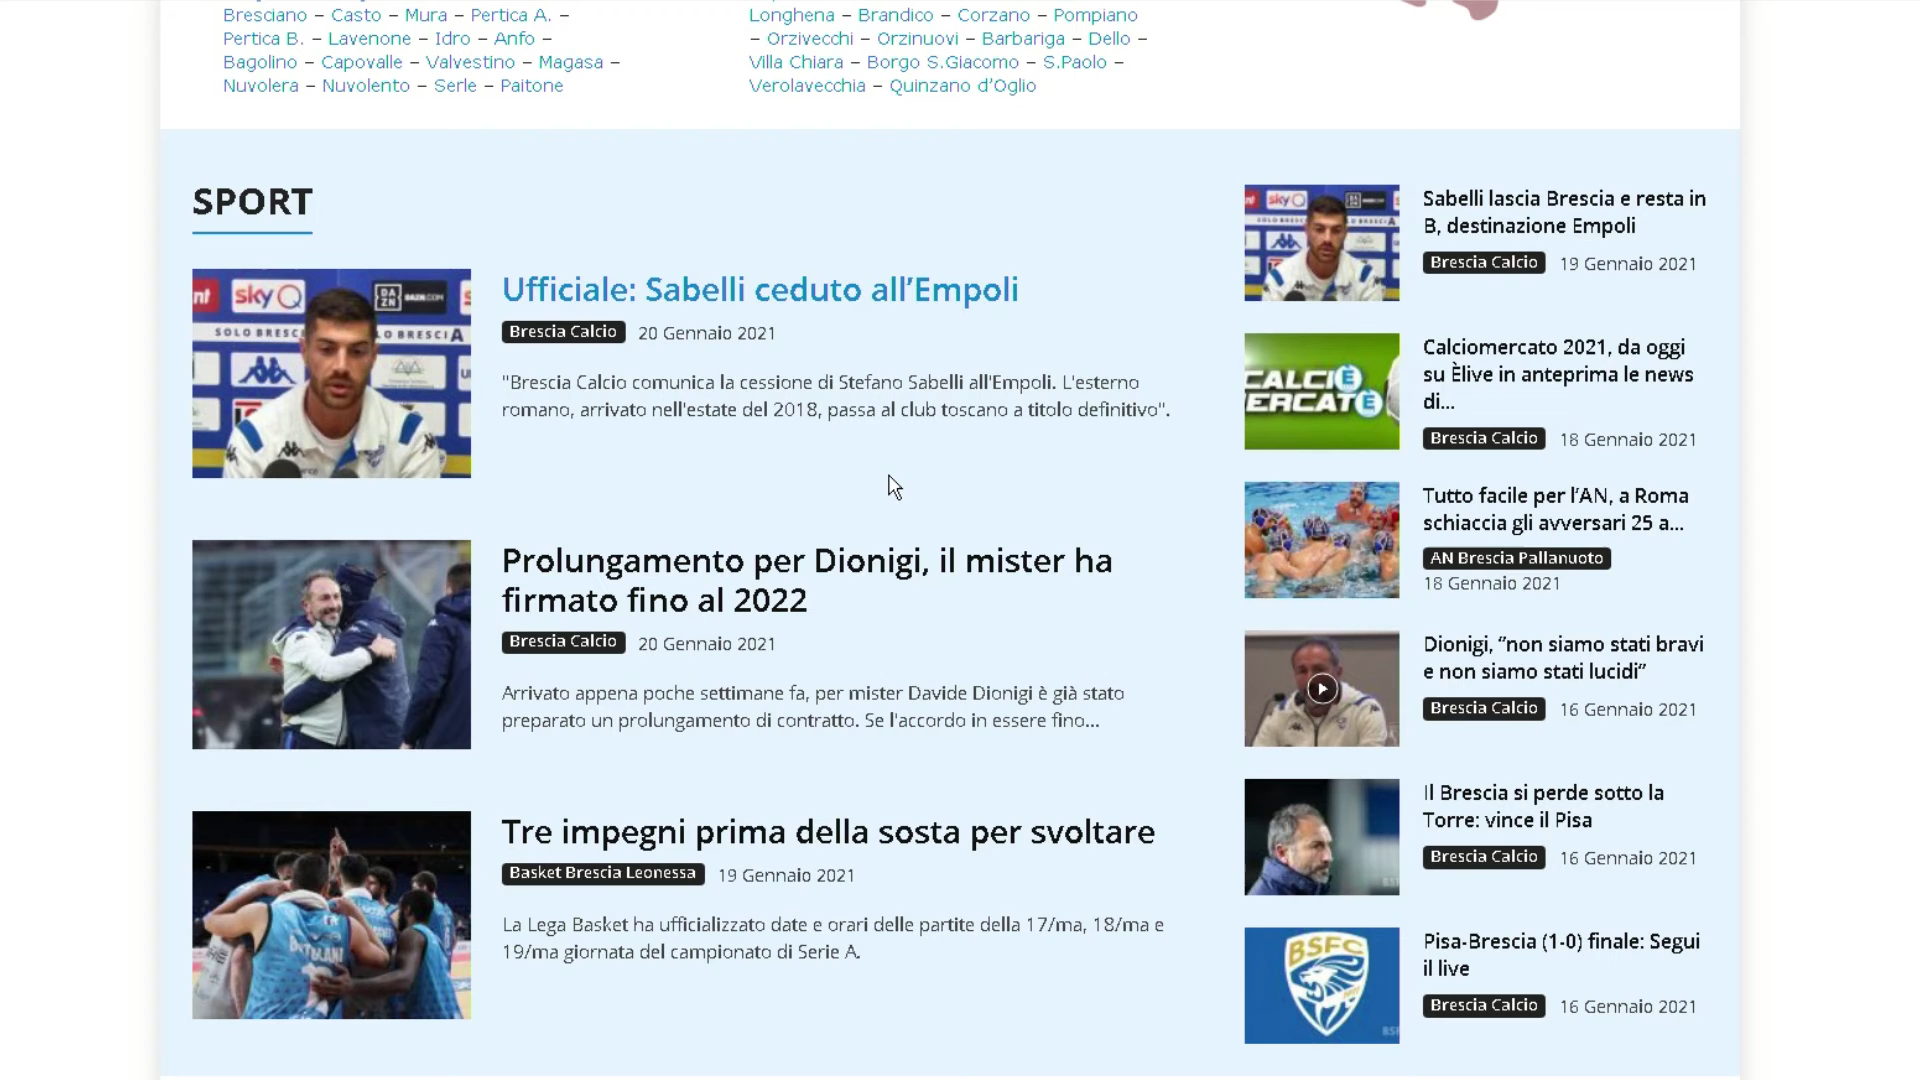 Bresciano – Casto – Mura – Pertica A. –
Pertica B. – Lavenone – Idro – Anfo –
Bagolino – Capovalle – Valvestino – Magasa –
Nuvolera – Nuvolento – Serle – Paitone
Longhena – Brandico – Corzano – Pompiano
– Orzivecchi – Orzinuovi – Barbariga – Dello –
Villa Chiara – Borgo S.Giacomo – S.Paolo –
Verolavecchia – Quinzano d’Oglio
SPORT
sky
DAZN
SOLO BRESCIA
Ufficiale: Sabelli ceduto all’Empoli
Brescia Calcio 20 Gennaio 2021
"Brescia Calcio comunica la cessione di Stefano Sabelli all'Empoli. L'esterno
romano, arrivato nell'estate del 2018, passa al club toscano a titolo definitivo".
Prolungamento per Dionigi, il mister ha
firmato fino al 2022
Brescia Calcio 20 Gennaio 2021
Arrivato appena poche settimane fa, per mister Davide Dionigi è già stato
preparato un prolungamento di contratto. Se l'accordo in essere fino...
Tre impegni prima della sosta per svoltare
Basket Brescia Leonessa 19 Gennaio 2021
La Lega Basket ha ufficializzato date e orari delle partite della 17/ma, 18/ma e
19/ma giornata del campionato di Serie A.
sky
Sabelli lascia Brescia e resta in
B, destinazione Empoli
Brescia Calcio 19 Gennaio 2021
CALCIÈ
ERCATÈ
Calciomercato 2021, da oggi
su Èlive in anteprima le news
di...
Brescia Calcio 18 Gennaio 2021
Tutto facile per l’AN, a Roma
schiaccia gli avversari 25 a...
AN Brescia Pallanuoto
18 Gennaio 2021
Dionigi, “non siamo stati bravi
e non siamo stati lucidi”
Brescia Calcio 16 Gennaio 2021
Il Brescia si perde sotto la
Torre: vince il Pisa
Brescia Calcio 16 Gennaio 2021
BSFC
Pisa-Brescia (1-0) finale: Segui
il live
Brescia Calcio 16 Gennaio 2021